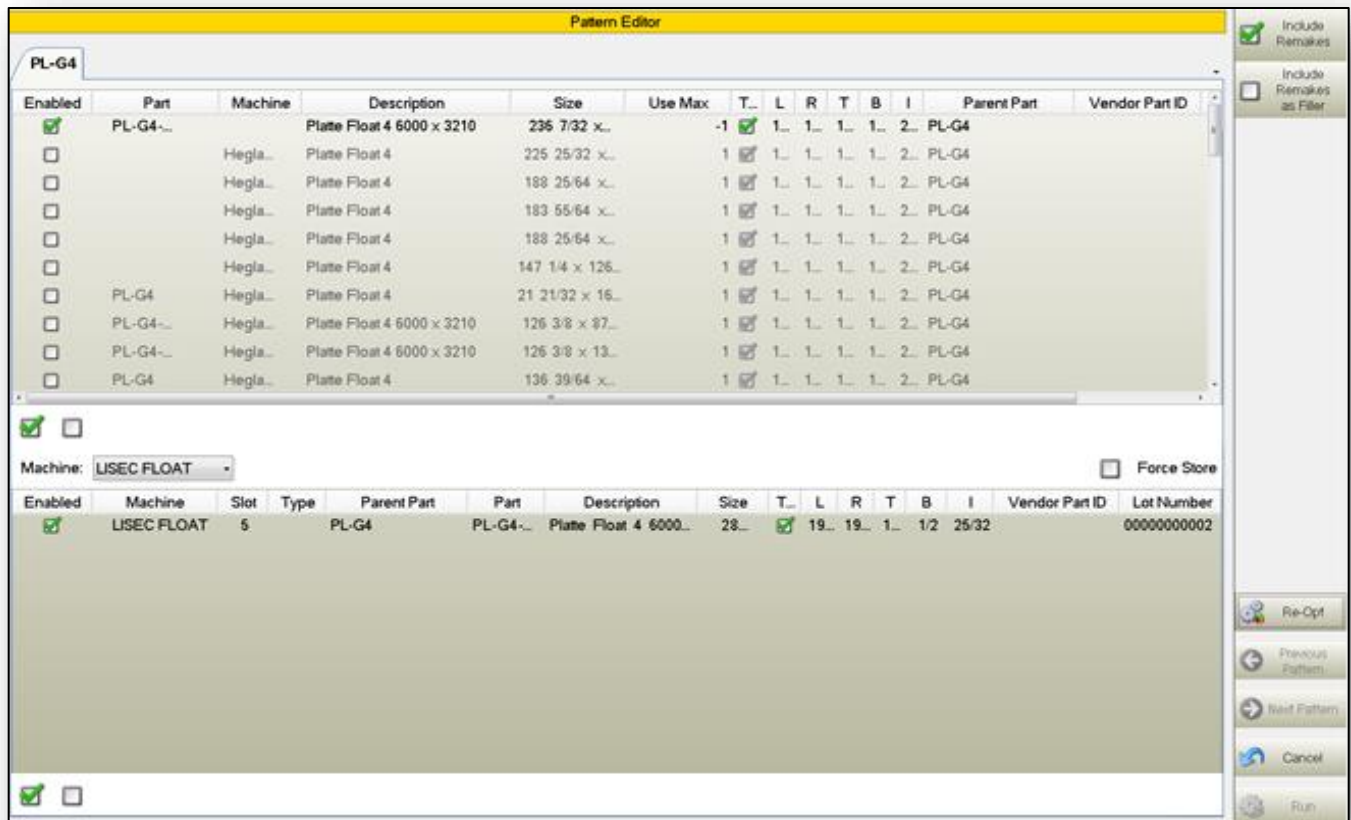 Pattern Editor
PL-G4
Enabled Part Machine Description Size Use Max T... L R T B I Parent Part Vendor Part ID
PL-G4-... Platte Float 4 6000 x 3210 236 7/32 x... -1 1... 1... 1... 1... 2... PL-G4
Hegla... Platte Float 4 225 25/32 x... 1 1... 1... 1... 1... 2... PL-G4
Hegla... Platte Float 4 188 25/64 x... 1 1... 1... 1... 1... 2... PL-G4
Hegla... Platte Float 4 183 55/64 x... 1 1... 1... 1... 1... 2... PL-G4
Hegla... Platte Float 4 188 25/64 x... 1 1... 1... 1... 1... 2... PL-G4
Hegla... Platte Float 4 147 1/4 x 126... 1 1... 1... 1... 1... 2... PL-G4
PL-G4 Hegla... Platte Float 4 21 21/32 x 16... 1 1... 1... 1... 1... 2... PL-G4
PL-G4-... Hegla... Platte Float 4 6000 x 3210 126 3/8 x 87... 1 1... 1... 1... 1... 2... PL-G4
PL-G4-... Hegla... Platte Float 4 6000 x 3210 126 3/8 x 13... 1 1... 1... 1... 1... 2... PL-G4
PL-G4 Hegla... Platte Float 4 136 39/64 x... 1 1... 1... 1... 1... 2... PL-G4
Machine: LISEC FLOAT Force Store
Enabled Machine Slot Type Parent Part Part Description Size T... L R T B I Vendor Part ID Lot Number
LISEC FLOAT 5 PL-G4 PL-G4-... Platte Float 4 6000... 28... 19... 19... 1... 1/2 25/32 00000000002
Include
Remakes
Include
Remakes
as Filler
Re-Opt
Previous
Pattern
Next Pattern
Cancel
Run